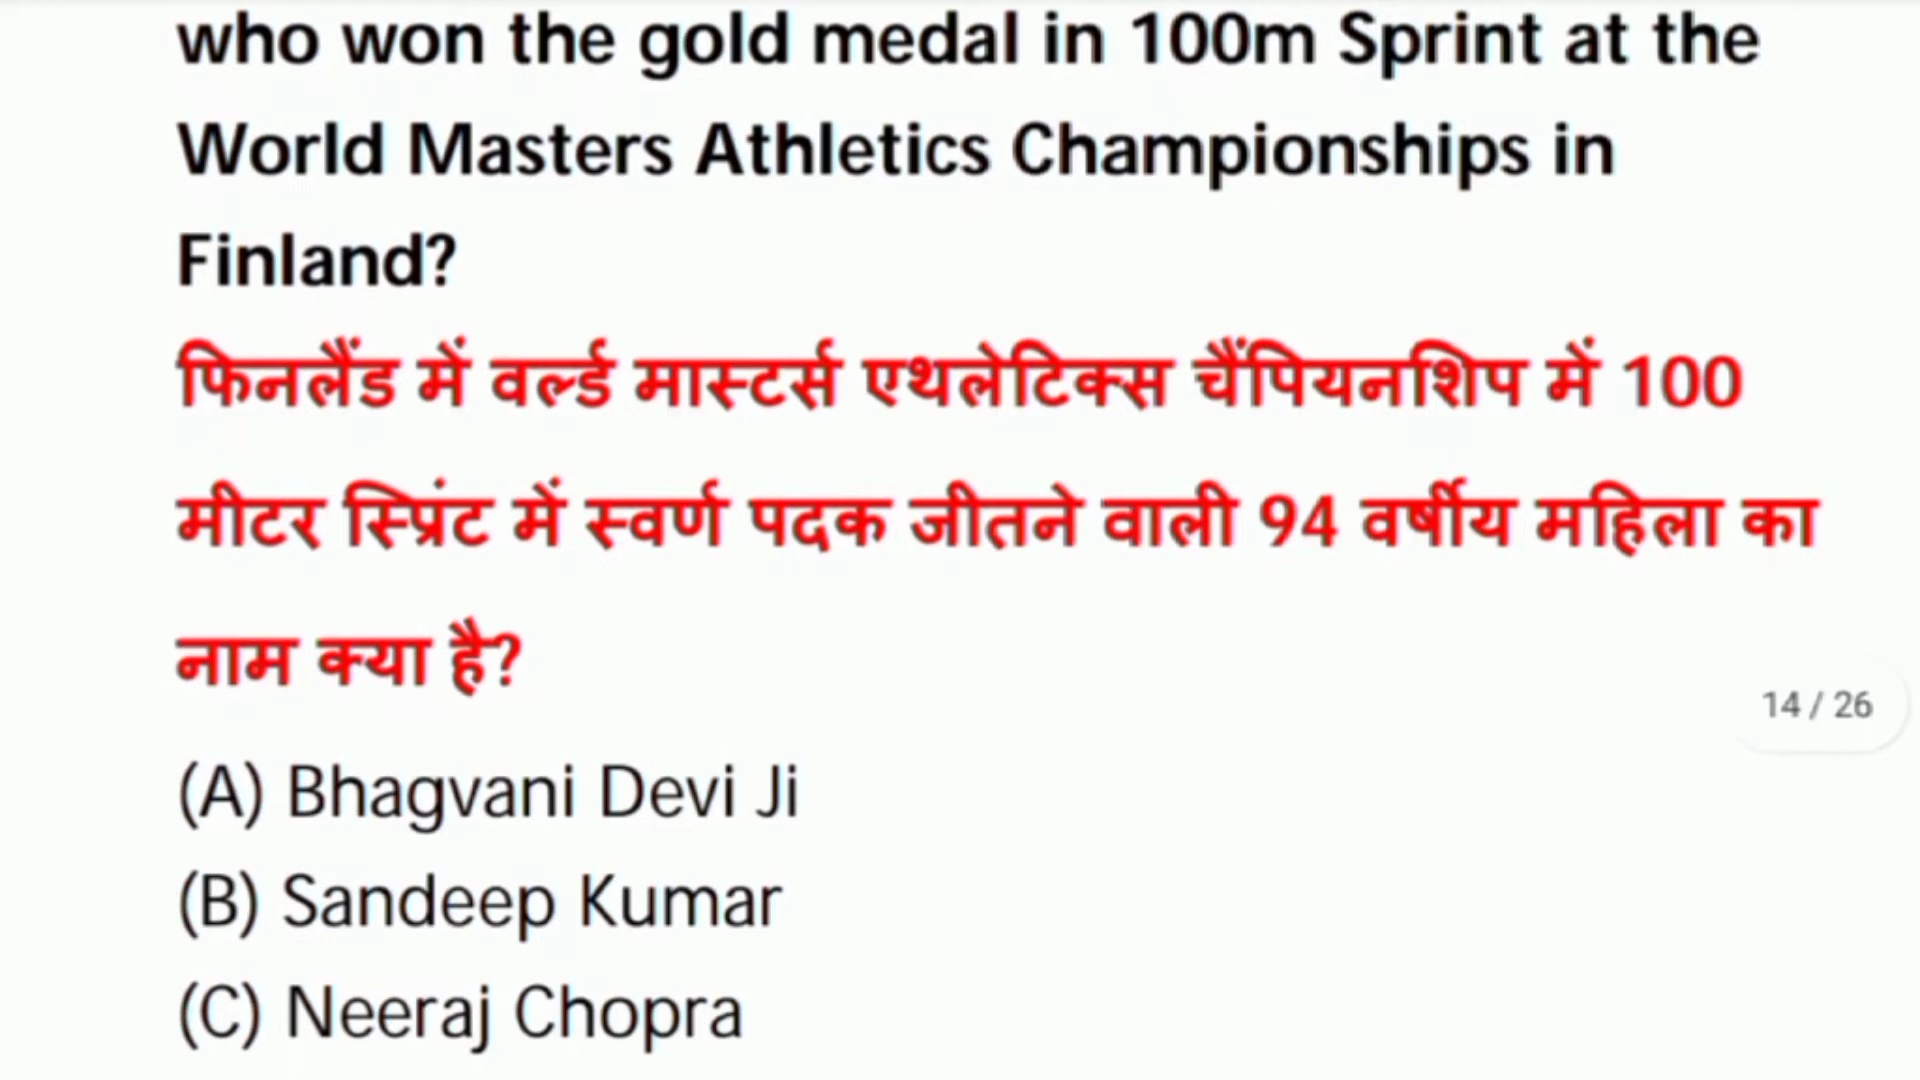 who won the gold medal in 100m Sprint at the
World Masters Athletics Championships in
Finland?
फिनलैंड में वर्ल्ड मास्टर्स एथलेटिक्स चैंपियनशिप में 100
मीटर स्प्रिंट में स्वर्ण पदक जीतने वाली 94 वर्षीय महिला का
नाम क्या है?
14 / 26
(A) Bhagvani Devi Ji
(B) Sandeep Kumar
(C) Neeraj Chopra